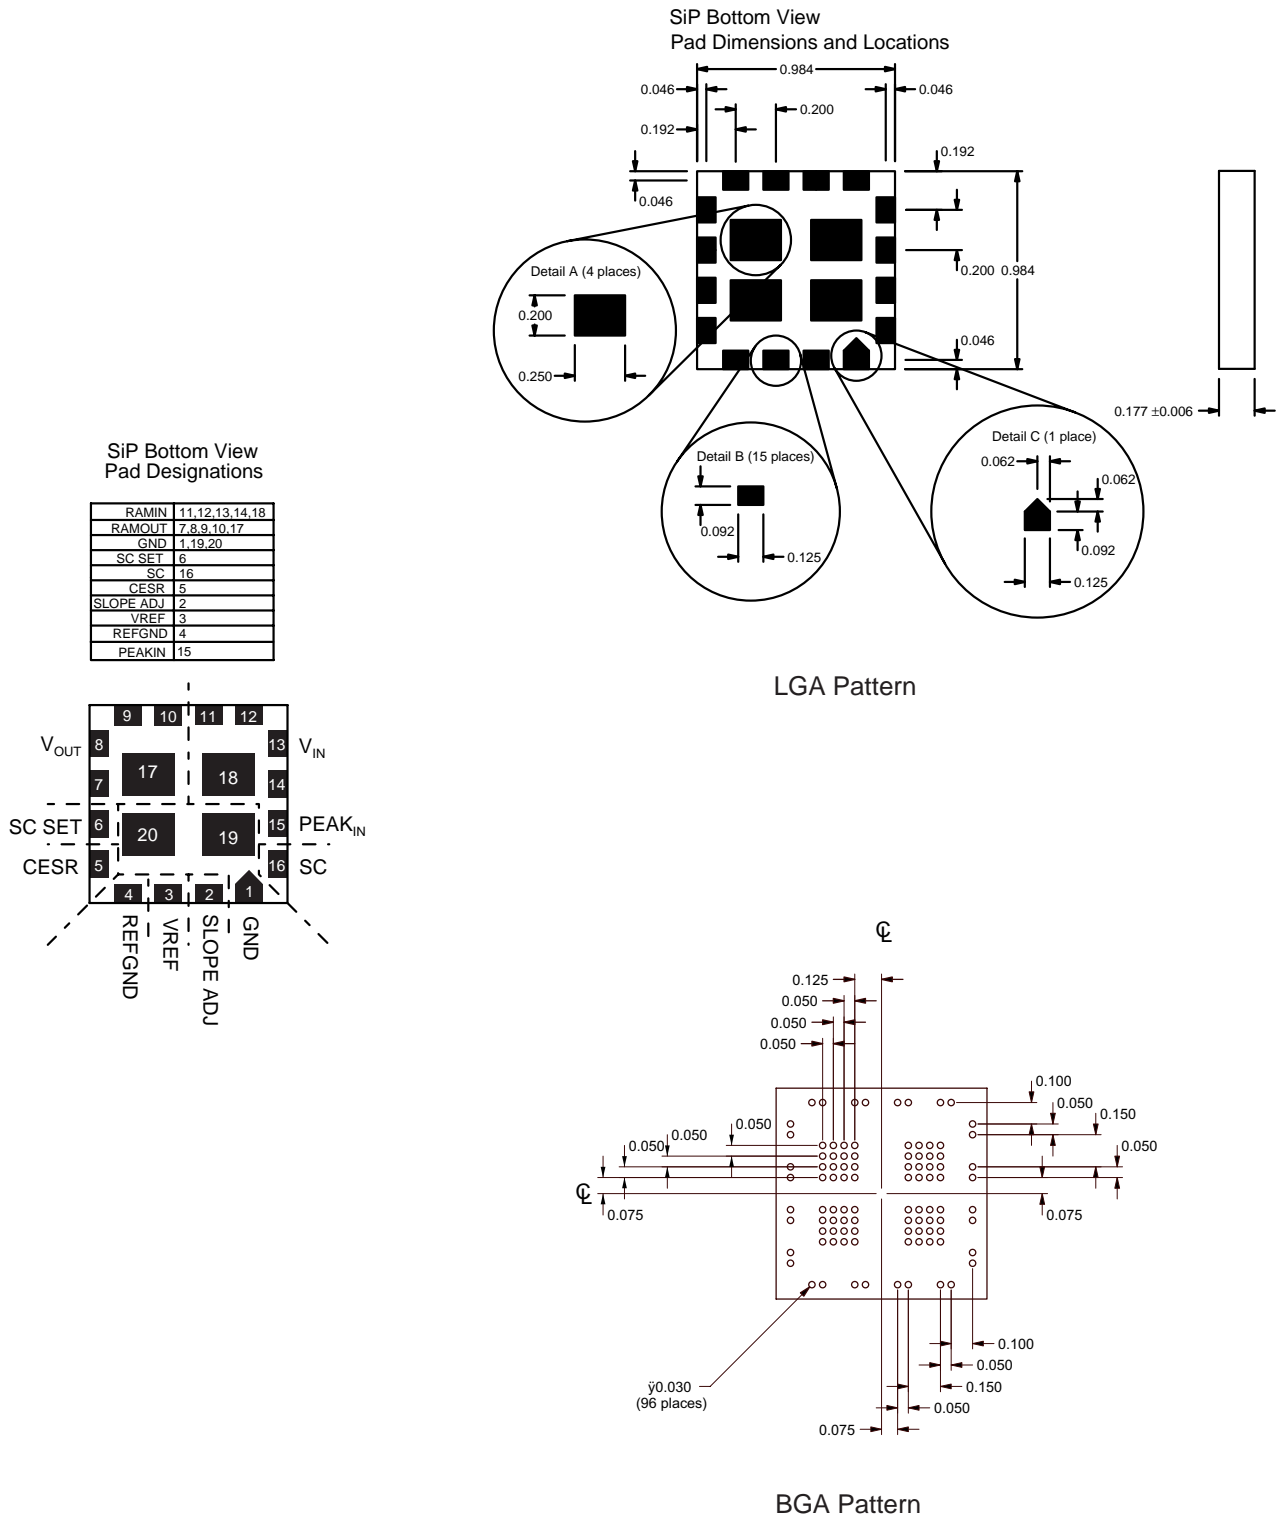 SiP Bottom View
Pad Dimensions and Locations
0.984
0.046
0.046
0.200
0.192
0.192
0.046
0.200
0.984
0.046
Detail A (4 places)
0.200
0.250
0.177 ±0.006
Detail B (15 places)
0.092
0.125
Detail C (1 place)
0.062
0.062
0.092
0.125
LGA Pattern
SiP Bottom View
Pad Designations
RAMIN 11,12,13,14,18
RAMOUT 7,8,9,10,17
GND 1,19,20
SC SET 6
SC 16
CESR 5
SLOPE ADJ 2
VREF 3
REFGND 4
PEAKIN 15
9 10 11 12
VOUT 8 13 VIN
17 18
7 14
SC SET 6 15 PEAKIN
20 19
CESR 5 16 SC
4 3 2 1
REFGND
VREF
SLOPE ADJ
GND
℄
0.125
0.050
0.050
0.050
0.100
0.050
0.150
0.050
0.050
0.050
0.050
℄
0.075
0.075
0.100
0.050
0.150
0.050
0.075
ÿ0.030
(96 places)
BGA Pattern